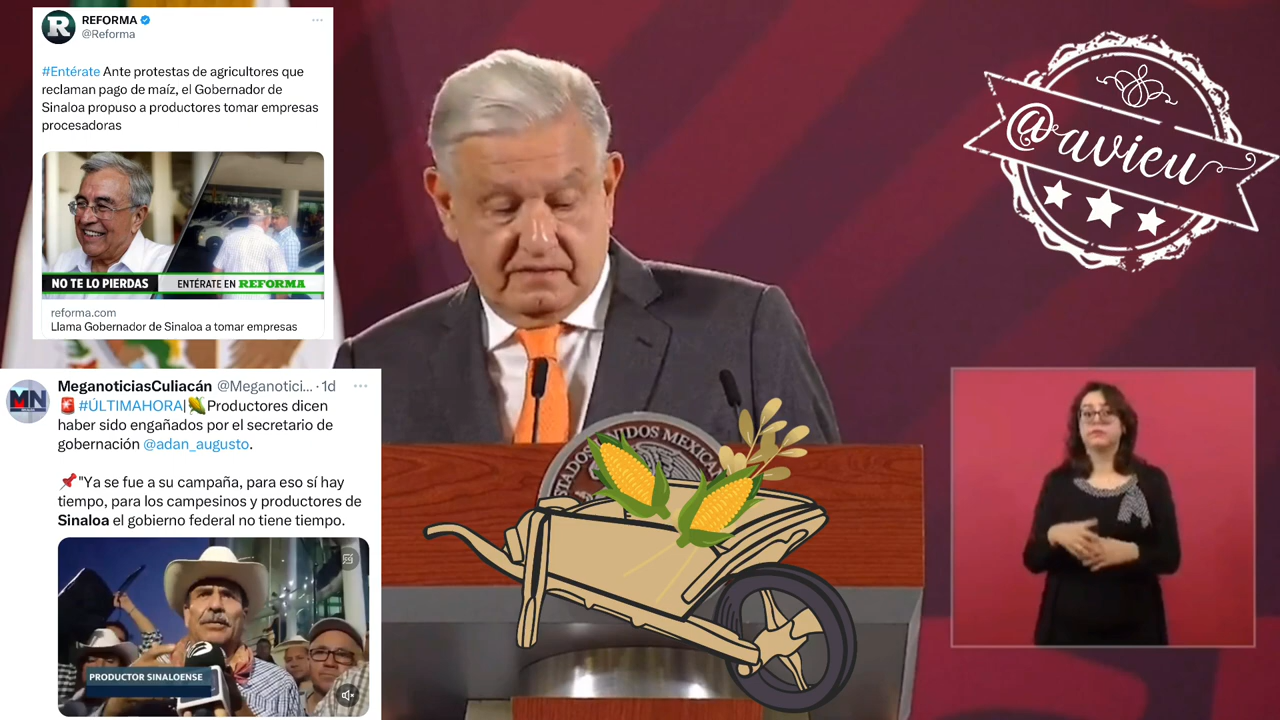 REFORMA
@Reforma
#Entérate Ante protestas de agricultores que
reclaman pago de maíz, el Gobernador de
Sinaloa propuso a productores tomar empresas
procesadoras
NO TE LO PIERDAS
ENTÉRATE EN REFORMA
reforma.com
Llama Gobernador de Sinaloa a tomar empresas
MN
MeganoticiasCuliacán @Meganotici... · 1d
#ÚLTIMAHORA| Productores dicen
haber sido engañados por el secretario de
gobernación @adan_augusto.
"Ya se fue a su campaña, para eso sí hay
tiempo, para los campesinos y productores de
Sinaloa el gobierno federal no tiene tiempo.
PRODUCTOR SINALOENSE
UNIDOS MEXICAN
@avieu